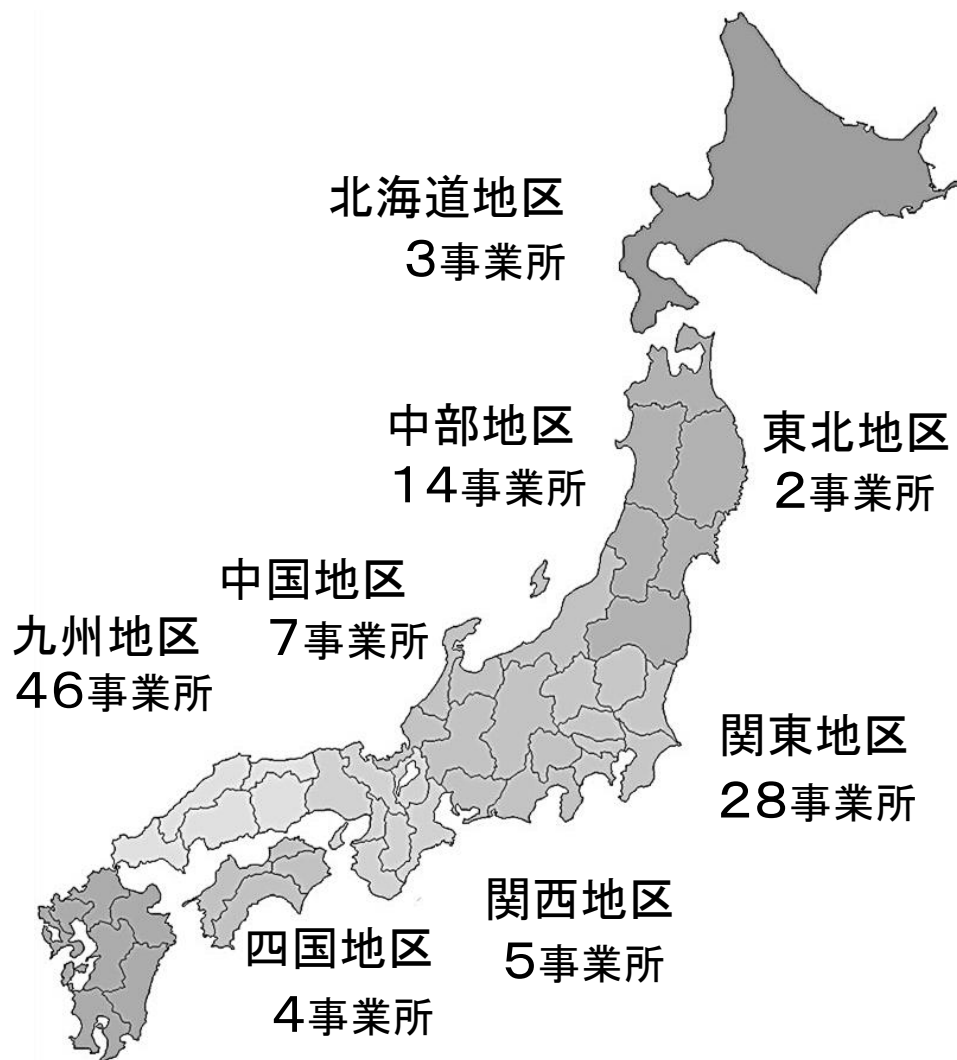 北海道地区
3事業所
中部地区
14事業所
東北地区
2事業所
中国地区
7事業所
九州地区
46事業所
関東地区
28事業所
関西地区
5事業所
四国地区
4事業所